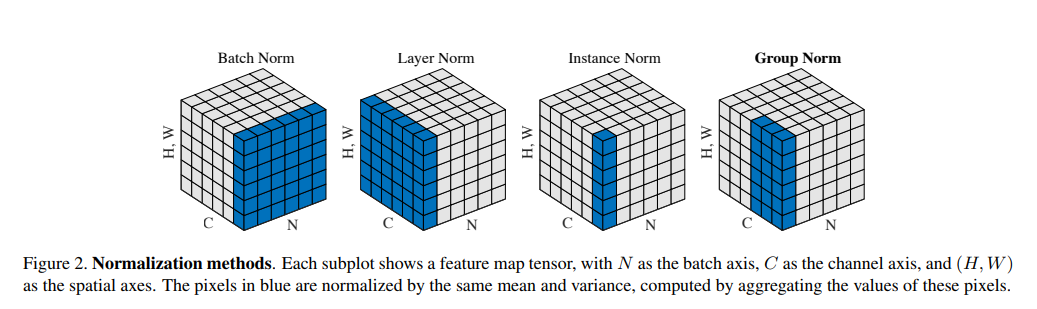 Batch Norm
Layer Norm
Instance Norm
Group Norm
H, W
C
N
H, W
C
N
H, W
C
N
H, W
C
N
Figure 2. Normalization methods. Each subplot shows a feature map tensor, with N as the batch axis, C as the channel axis, and (H, W)
as the spatial axes. The pixels in blue are normalized by the same mean and variance, computed by aggregating the values of these pixels.